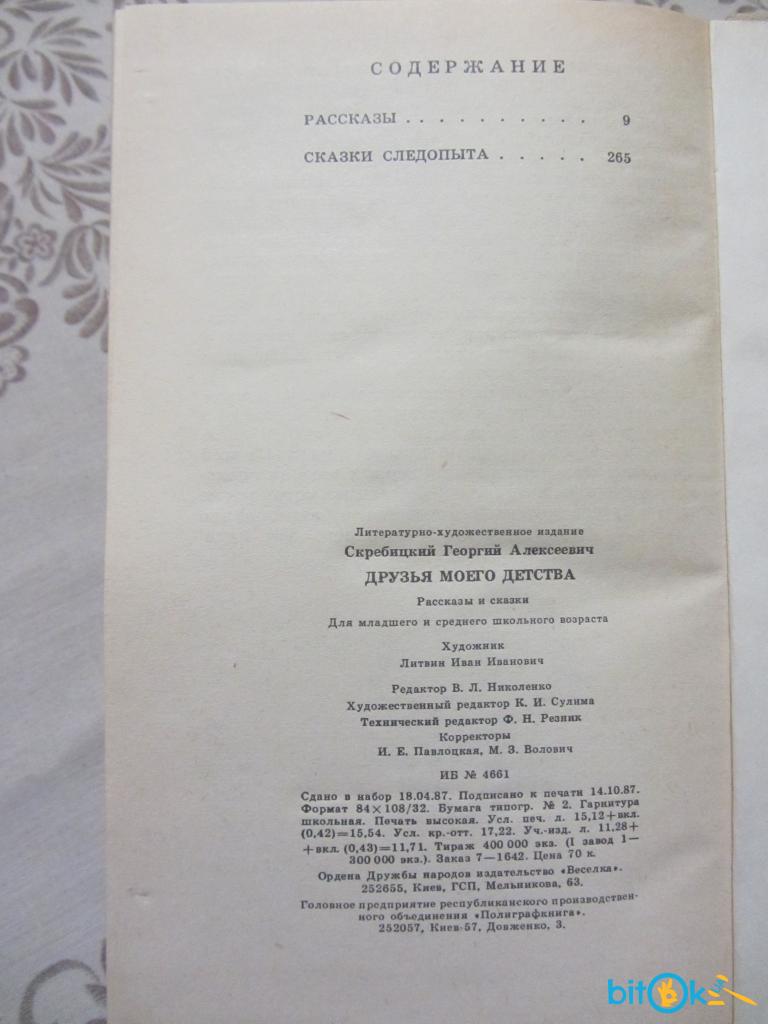 СОДЕРЖАНИЕ
РАССКАЗЫ . . . . . . . . . . 9
СКАЗКИ СЛЕДОПЫТА . . . . . 265
Литературно-художественное издание
Скребицкий Георгий Алексеевич
ДРУЗЬЯ МОЕГО ДЕТСТВА
Рассказы и сказки
Для младшего и среднего школьного возраста
Художник
Литвин Иван Иванович
Редактор В. Л. Николенко
Художественный редактор К. И. Сулима
Технический редактор Ф. Н. Резник
Корректоры
И. Е. Павлоцкая, М. З. Волович
ИБ № 4661
Сдано в набор 18.04.87. Подписано к печати 14.10.87.
Формат 84×108/32. Бумага типогр. № 2. Гарнитура
школьная. Печать высокая. Усл. печ. л. 15,12+вкл.
(0,42)=15,54. Усл. кр.-отт. 17,22. Уч.-изд. л. 11,28+
+вкл. (0,43)=11,71. Тираж 400 000 экз. (I завод 1—
300 000 экз.). Заказ 7—1642. Цена 70 к.
Ордена Дружбы народов издательство «Веселка».
252655, Киев, ГСП, Мельникова, 63.
Головное предприятие республиканского производствен-
ного объединения «Полиграфкнига».
252057, Киев-57, Довженко, 3.
bitOk